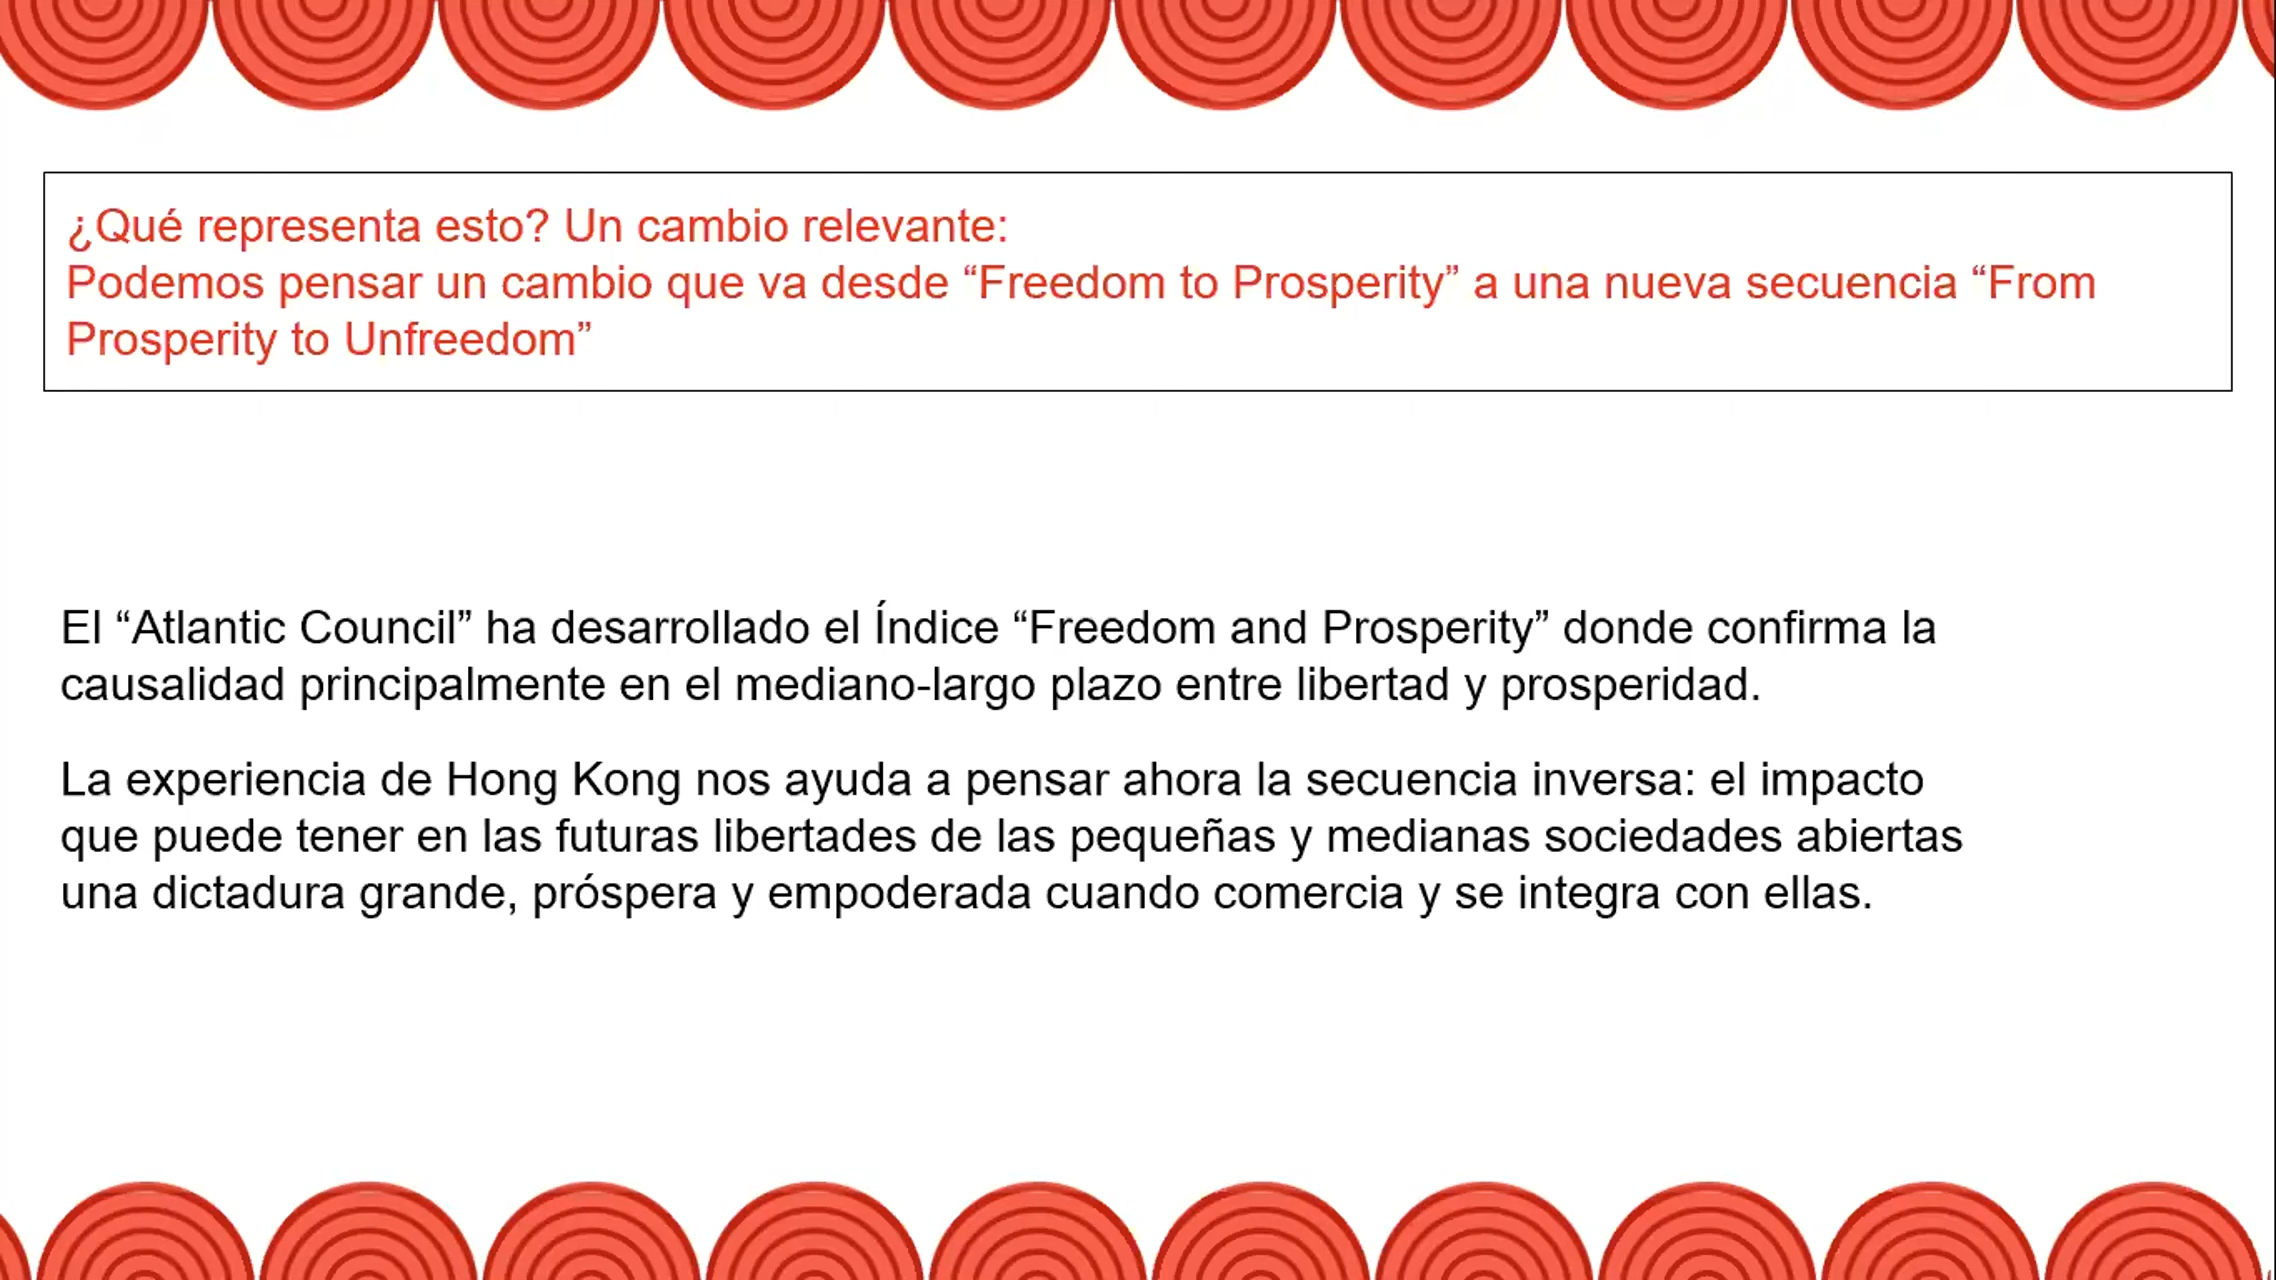 ¿Qué representa esto? Un cambio relevante:
Podemos pensar un cambio que va desde “Freedom to Prosperity” a una nueva secuencia “From
Prosperity to Unfreedom”
El “Atlantic Council” ha desarrollado el Índice “Freedom and Prosperity” donde confirma la
causalidad principalmente en el mediano-largo plazo entre libertad y prosperidad.
La experiencia de Hong Kong nos ayuda a pensar ahora la secuencia inversa: el impacto
que puede tener en las futuras libertades de las pequeñas y medianas sociedades abiertas
una dictadura grande, próspera y empoderada cuando comercia y se integra con ellas.